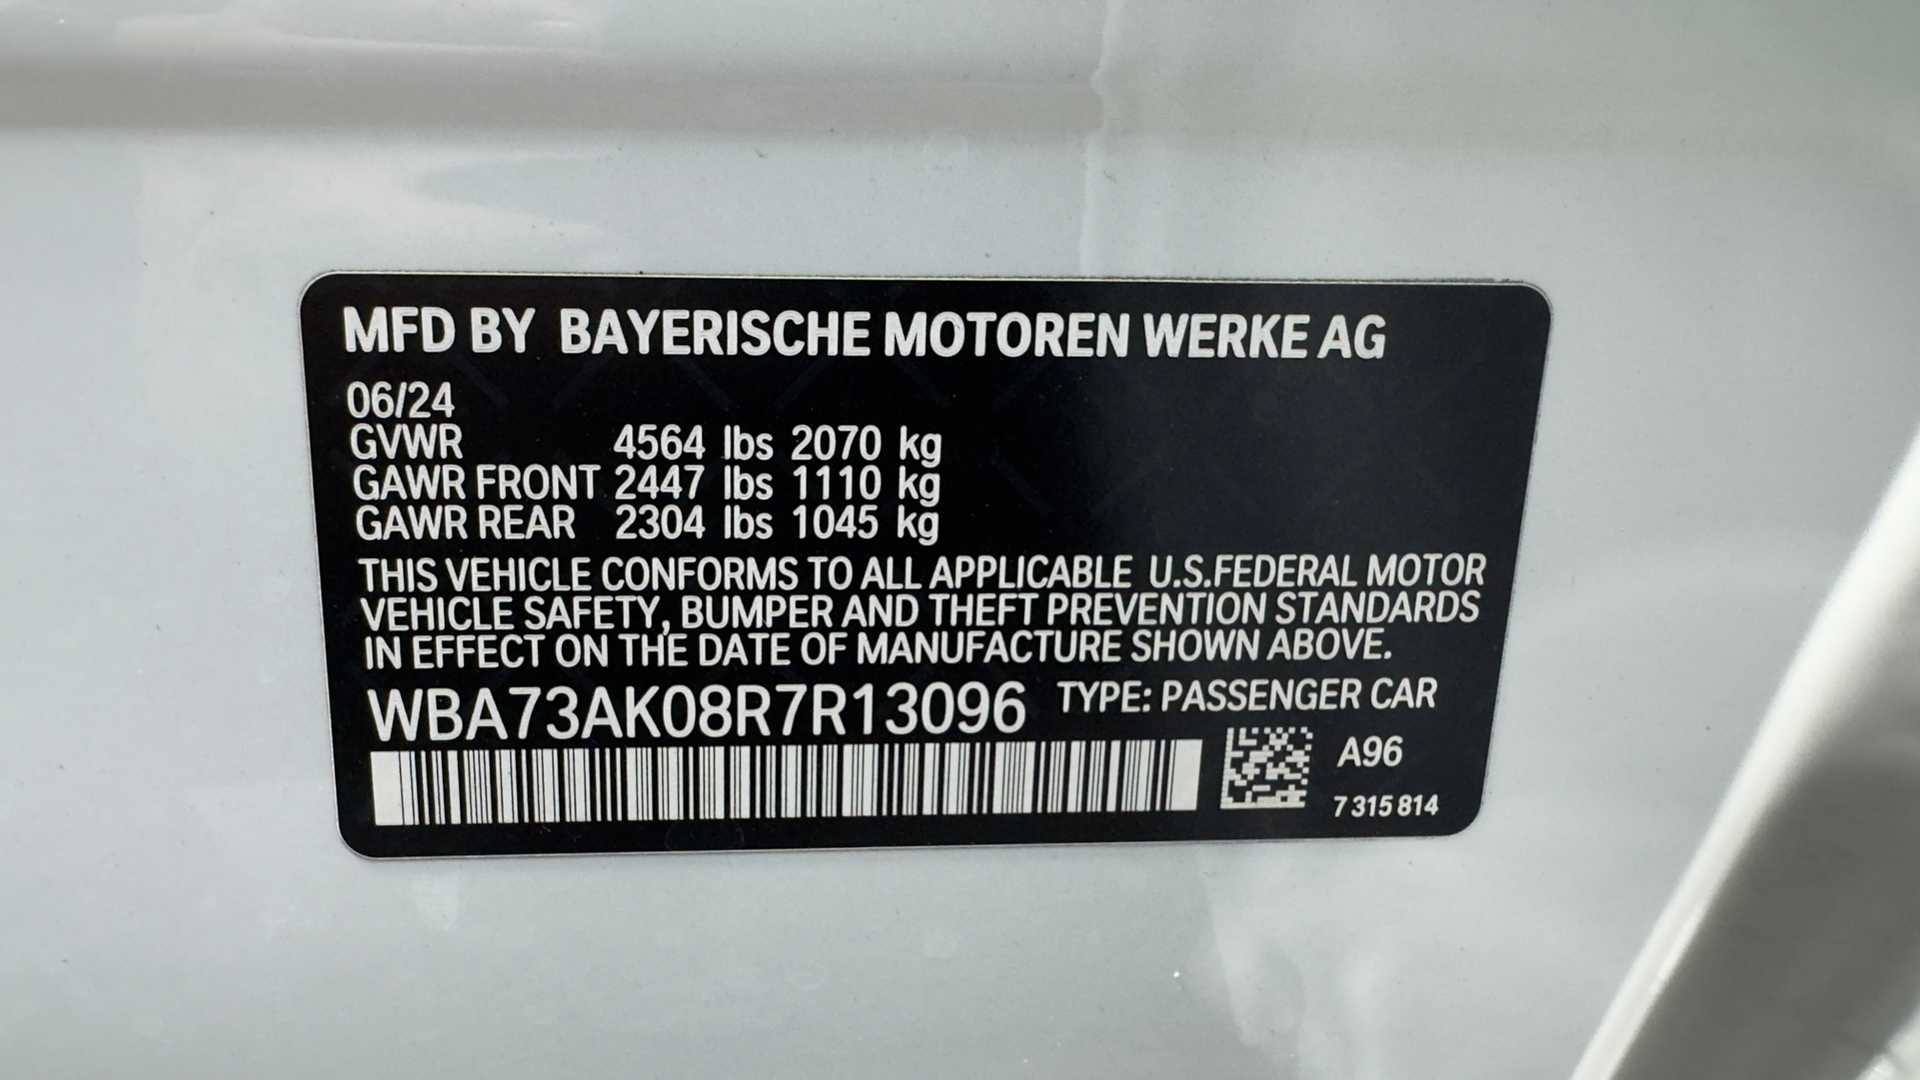 MFD BY BAYERISCHE MOTOREN WERKE AG
06/24
GVWR 4564 lbs 2070 kg
GAWR FRONT 2447 lbs 1110 kg
GAWR REAR 2304 lbs 1045 kg
THIS VEHICLE CONFORMS TO ALL APPLICABLE U.S.FEDERAL MOTOR
VEHICLE SAFETY, BUMPER AND THEFT PREVENTION STANDARDS
IN EFFECT ON THE DATE OF MANUFACTURE SHOWN ABOVE.
WBA73AK08R7R13096 TYPE: PASSENGER CAR
A96
7 315 814